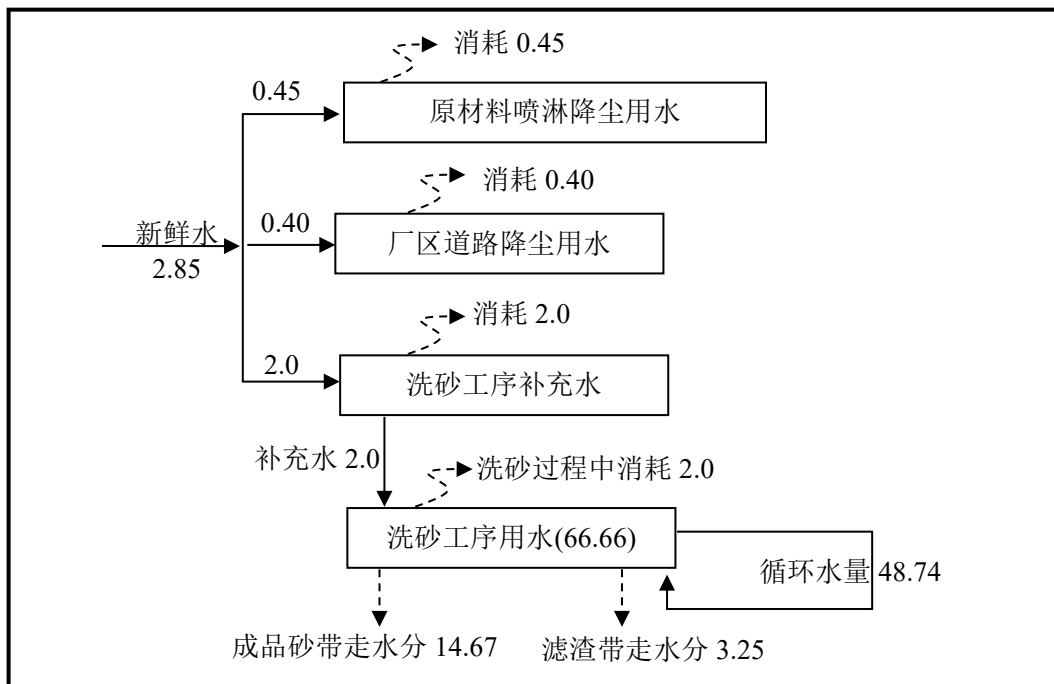 消耗 0.45
0.45
原材料喷淋降尘用水
消耗 0.40
新鲜水
0.40
厂区道路降尘用水
2.85
消耗 2.0
2.0
洗砂工序补充水
补充水 2.0
洗砂过程中消耗 2.0
洗砂工序用水(66.66)
循环水量 48.74
成品砂带走水分 14.67
滤渣带走水分 3.25